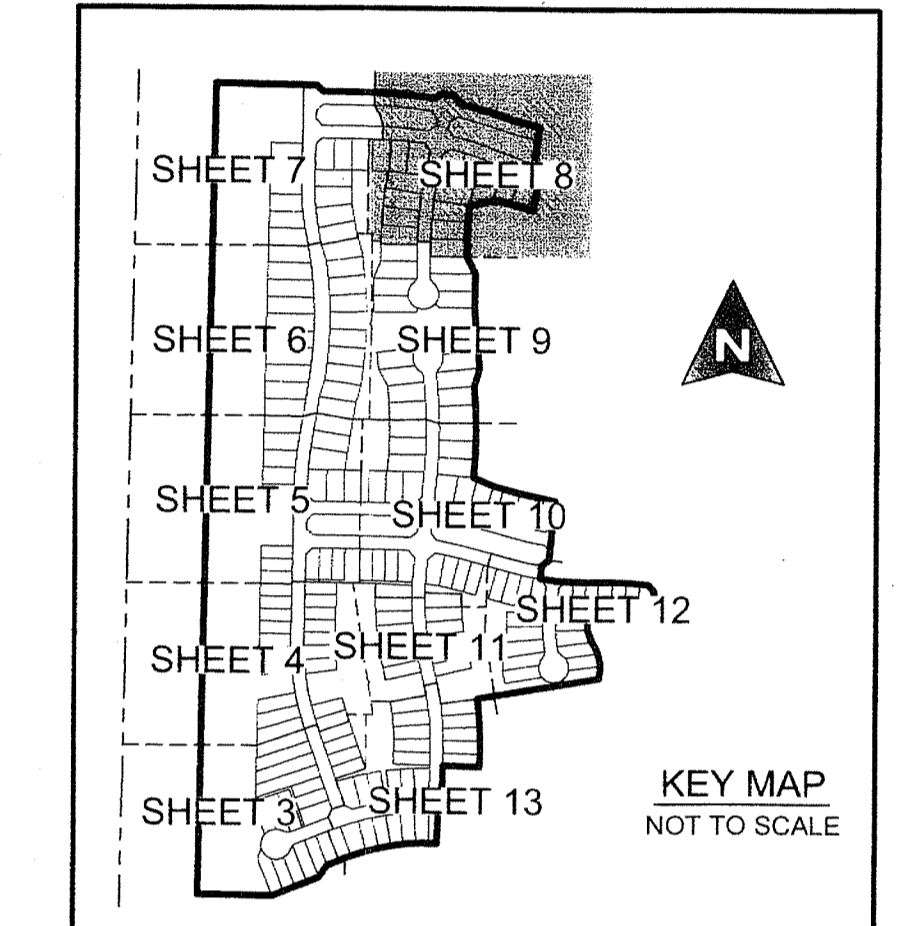 SHEET 7
SHEET 8
SHEET 6
SHEET 9
N
SHEET 5
SHEET 10
SHEET 12
SHEET 4
SHEET 11
SHEET 3
SHEET 13
KEY MAP
NOT TO SCALE